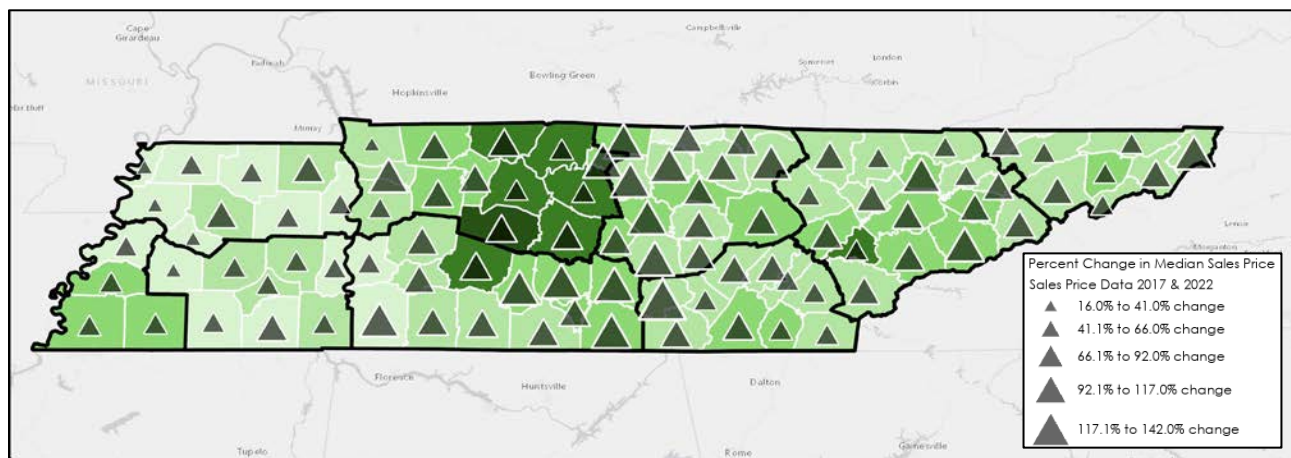 Cape
Girardeau
Campbellsville
MISSOURI
Paducah
Somerset
London
Bowling Green
Corbin
Hopkinsville
Murray
Lenoir
Morganton
Percent Change in Median Sales Price
Sales Price Data 2017 & 2022
16.0% to 41.0% change
41.1% to 66.0% change
66.1% to 92.0% change
92.1% to 117.0% change
117.1% to 142.0% change
Florence
Huntsville
Dalton
Tupelo
Rome
Gainesville